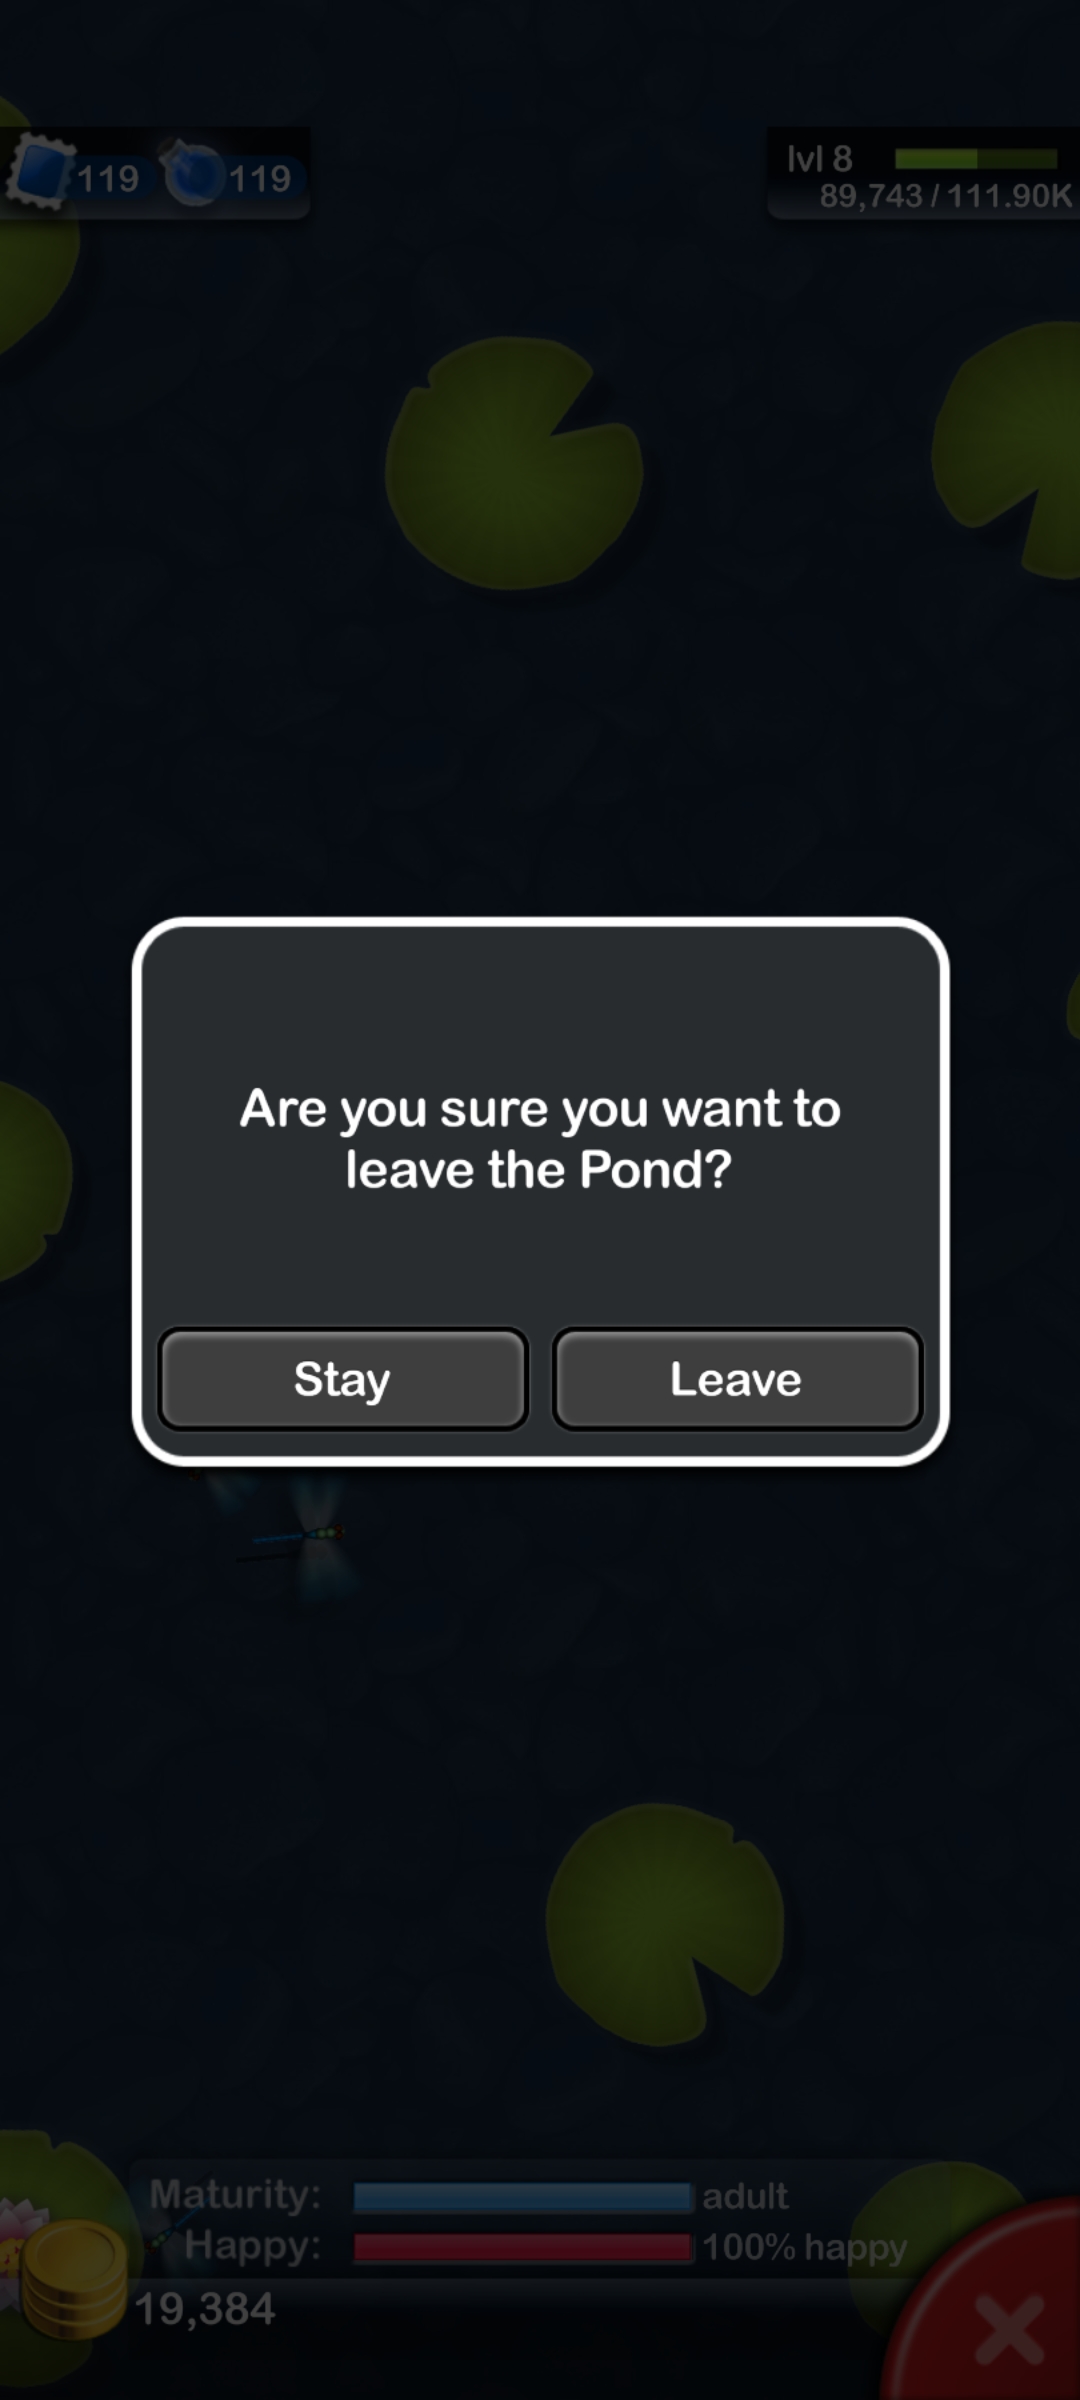 119 119
lvl 8
89,743 / 111.90K
Are you sure you want to
leave the Pond?
Stay Leave
Maturity: adult
Happy: 100% happy
19,384